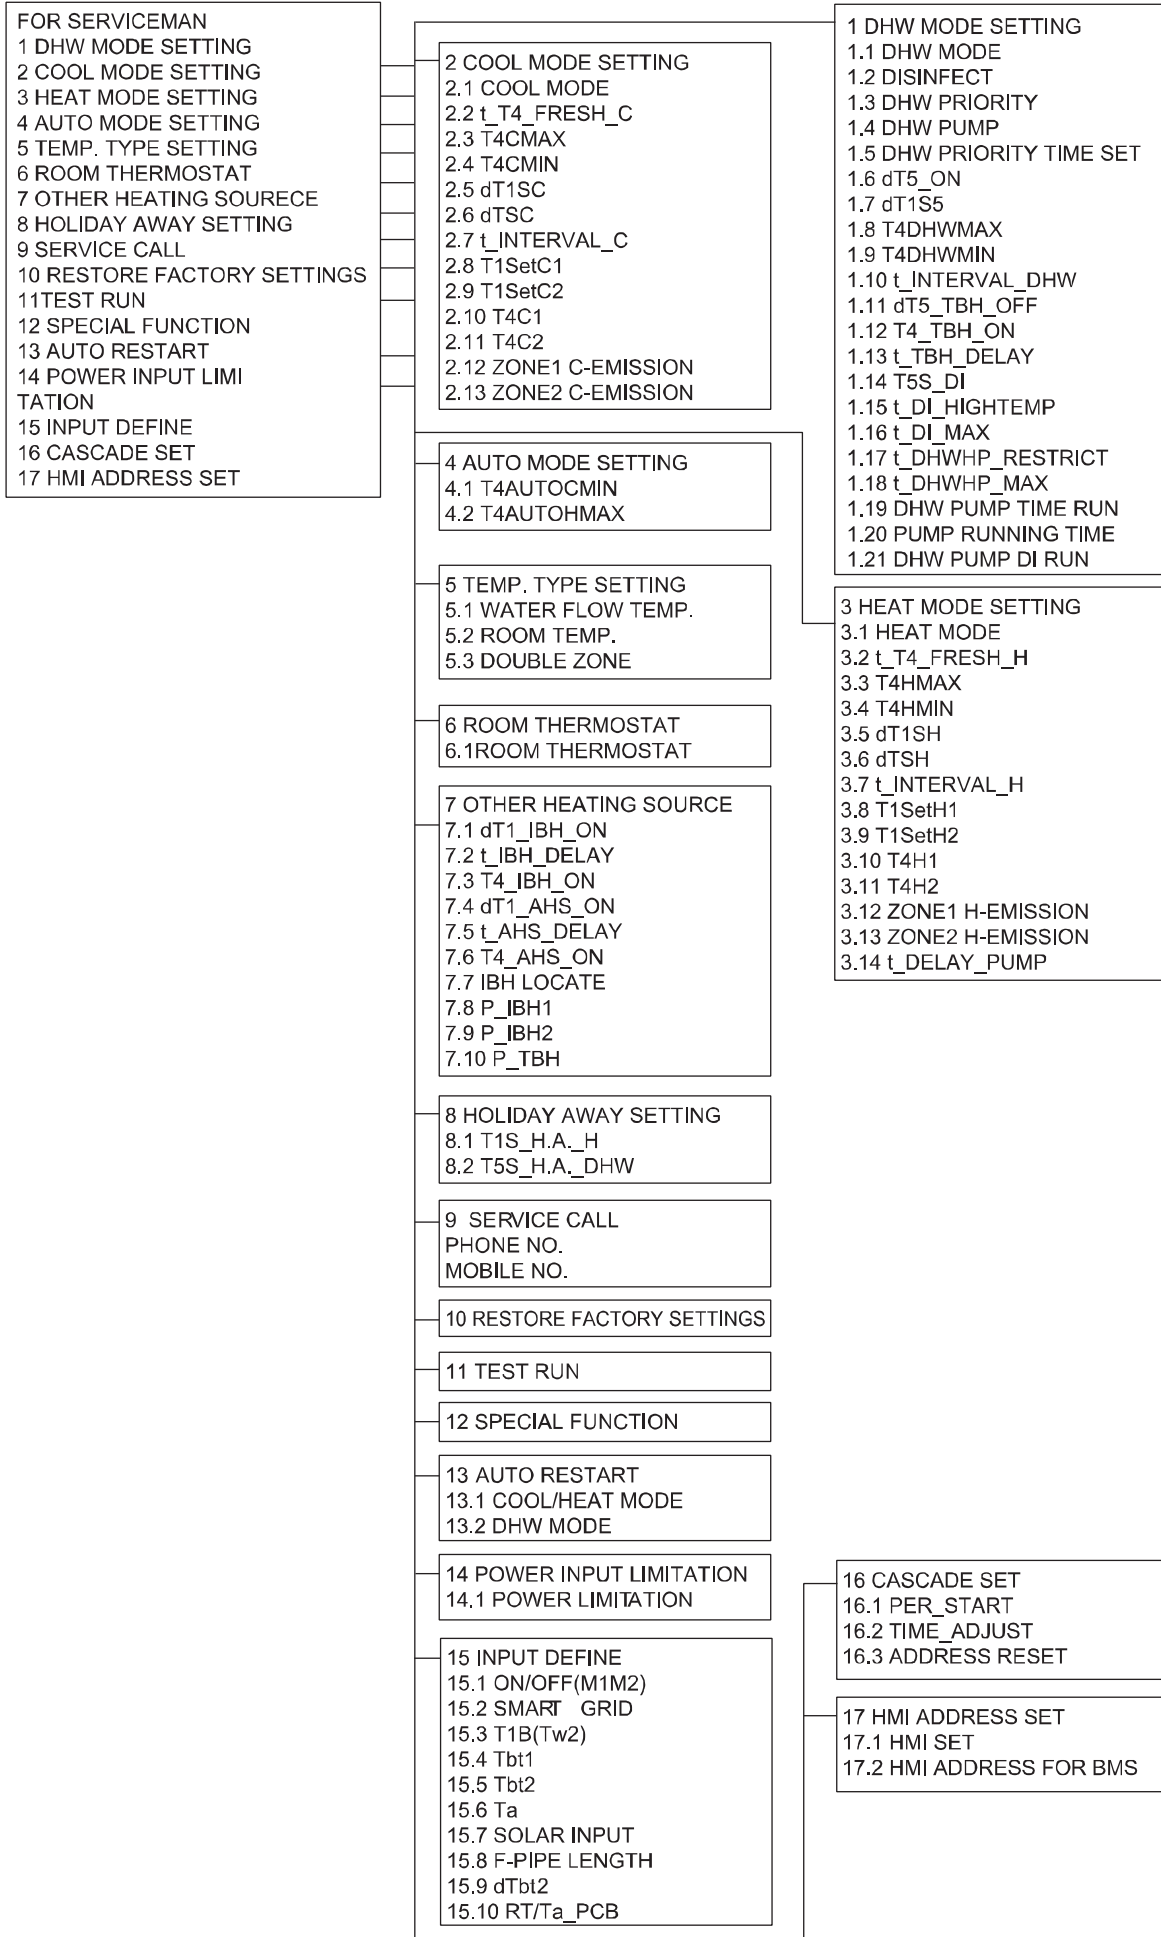 FOR SERVICEMAN
1 DHW MODE SETTING
2 COOL MODE SETTING
3 HEAT MODE SETTING
4 AUTO MODE SETTING
5 TEMP. TYPE SETTING
6 ROOM THERMOSTAT
7 OTHER HEATING SOURECE
8 HOLIDAY AWAY SETTING
9 SERVICE CALL
10 RESTORE FACTORY SETTINGS
11TEST RUN
12 SPECIAL FUNCTION
13 AUTO RESTART
14 POWER INPUT LIMI
TATION
15 INPUT DEFINE
16 CASCADE SET
17 HMI ADDRESS SET
1 DHW MODE SETTING
1.1 DHW MODE
1.2 DISINFECT
1.3 DHW PRIORITY
1.4 DHW PUMP
1.5 DHW PRIORITY TIME SET
1.6 dT5_ON
1.7 dT1S5
1.8 T4DHWMAX
1.9 T4DHWMIN
1.10 t_INTERVAL_DHW
1.11 dT5_TBH_OFF
1.12 T4_TBH_ON
1.13 t_TBH_DELAY
1.14 T5S_DI
1.15 t_DI_HIGHTEMP
1.16 t_DI_MAX
1.17 t_DHWHP_RESTRICT
1.18 t_DHWHP_MAX
1.19 DHW PUMP TIME RUN
1.20 PUMP RUNNING TIME
1.21 DHW PUMP DI RUN
2 COOL MODE SETTING
2.1 COOL MODE
2.2 t_T4_FRESH_C
2.3 T4CMAX
2.4 T4CMIN
2.5 dT1SC
2.6 dTSC
2.7 t_INTERVAL_C
2.8 T1SetC1
2.9 T1SetC2
2.10 T4C1
2.11 T4C2
2.12 ZONE1 C-EMISSION
2.13 ZONE2 C-EMISSION
3 HEAT MODE SETTING
3.1 HEAT MODE
3.2 t_T4_FRESH_H
3.3 T4HMAX
3.4 T4HMIN
3.5 dT1SH
3.6 dTSH
3.7 t_INTERVAL_H
3.8 T1SetH1
3.9 T1SetH2
3.10 T4H1
3.11 T4H2
3.12 ZONE1 H-EMISSION
3.13 ZONE2 H-EMISSION
3.14 t_DELAY_PUMP
4 AUTO MODE SETTING
4.1 T4AUTOCMIN
4.2 T4AUTOHMAX
5 TEMP. TYPE SETTING
5.1 WATER FLOW TEMP.
5.2 ROOM TEMP.
5.3 DOUBLE ZONE
6 ROOM THERMOSTAT
6.1ROOM THERMOSTAT
7 OTHER HEATING SOURCE
7.1 dT1_IBH_ON
7.2 t_IBH_DELAY
7.3 T4_IBH_ON
7.4 dT1_AHS_ON
7.5 t_AHS_DELAY
7.6 T4_AHS_ON
7.7 IBH LOCATE
7.8 P_IBH1
7.9 P_IBH2
7.10 P_TBH
8 HOLIDAY AWAY SETTING
8.1 T1S_H.A._H
8.2 T5S_H.A._DHW
9 SERVICE CALL
PHONE NO.
MOBILE NO.
10 RESTORE FACTORY SETTINGS
11 TEST RUN
12 SPECIAL FUNCTION
13 AUTO RESTART
13.1 COOL/HEAT MODE
13.2 DHW MODE
14 POWER INPUT LIMITATION
14.1 POWER LIMITATION
15 INPUT DEFINE
15.1 ON/OFF(M1M2)
15.2 SMART GRID
15.3 T1B(Tw2)
15.4 Tbt1
15.5 Tbt2
15.6 Ta
15.7 SOLAR INPUT
15.8 F-PIPE LENGTH
15.9 dTbt2
15.10 RT/Ta_PCB
16 CASCADE SET
16.1 PER_START
16.2 TIME_ADJUST
16.3 ADDRESS RESET
17 HMI ADDRESS SET
17.1 HMI SET
17.2 HMI ADDRESS FOR BMS